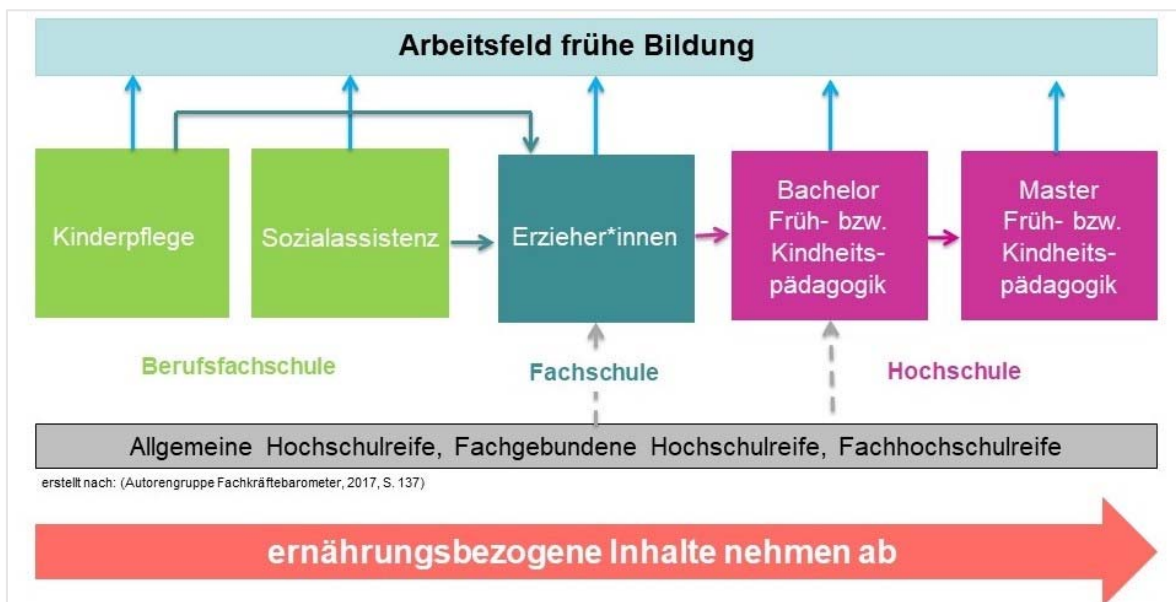 Arbeitsfeld frühe Bildung
Kinderpflege
Sozialassistenz
Erzieher*innen
Bachelor
Früh- bzw.
Kindheits-
pädagogik
Master
Früh- bzw.
Kindheits-
pädagogik
Berufsfachschule
Fachschule
Hochschule
Allgemeine Hochschulreife, Fachgebundene Hochschulreife, Fachhochschulreife
erstellt nach: (Autorengruppe Fachkräftebarometer, 2017, S. 137)
ernährungsbezogene Inhalte nehmen ab